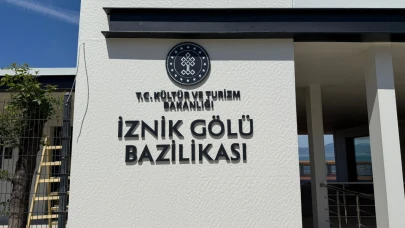 T.C. KÜLTÜR VE TURİZM
BAKANLIĞI
İZNİK GÖLÜ
BAZİLİKASI